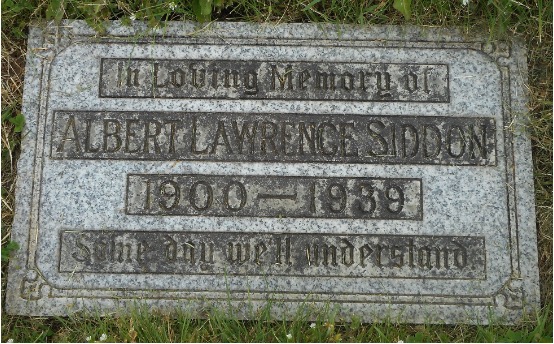 In Loving Memory of
ALBERT LAWRENCE SIDDON
1900 — 1939
Some day we'll understand